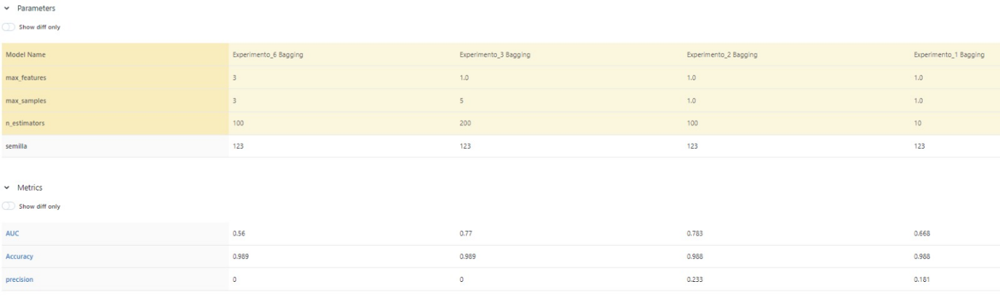 Parameters
Show diff only
Model Name Experimento_6 Bagging Experimento_3 Bagging Experimento_2 Bagging Experimento_1 Bagging
max_features 3 1.0 1.0 1.0
max_samples 3 5 1.0 1.0
n_estimators 100 200 100 10
semilla 123 123 123 123
Metrics
Show diff only
AUC 0.56 0.77 0.783 0.668
Accuracy 0.989 0.989 0.988 0.988
precision 0 0 0.233 0.181